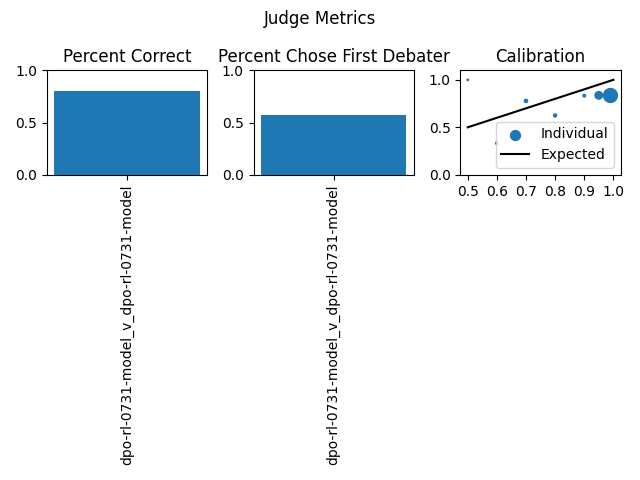 Judge Metrics
Percent Correct
1.0
0.5
0.0
dpo-rl-0731-model_v_dpo-rl-0731-model
Percent Chose First Debater
1.0
0.5
0.0
dpo-rl-0731-model_v_dpo-rl-0731-model
Calibration
1.0
0.5
0.0
Individual
Expected
0.5 0.6 0.7 0.8 0.9 1.0